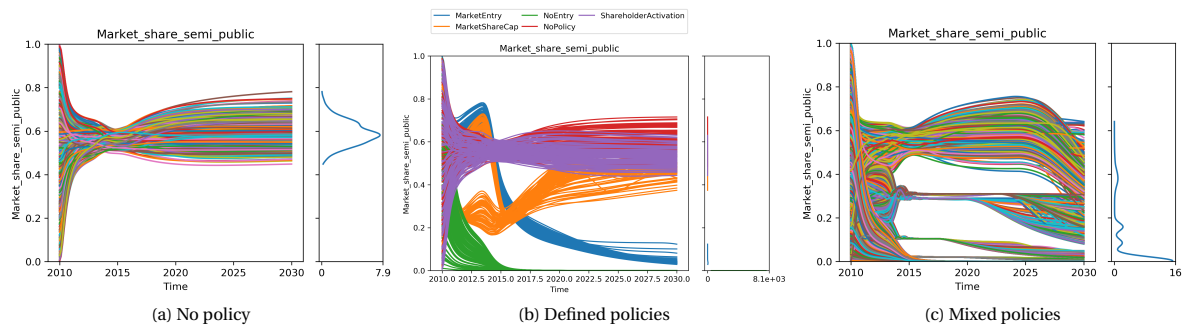 MarketEntry NoEntry ShareholderActivation
MarketShareCap NoPolicy
Market_share_semi_public
Market_share_semi_public
1.0
0.8
0.6
0.4
0.2
0.0
2010 2015 2020 2025 2030
Time
0 7.9
(a) No policy
Market_share_semi_public
Market_share_semi_public
1.0
0.8
0.6
0.4
0.2
0.0
2010.0 2012.5 2015.0 2017.5 2020.0 2022.5 2025.0 2027.5 2030.0
Time
0 8.1e+03
(b) Defined policies
Market_share_semi_public
Market_share_semi_public
1.0
0.8
0.6
0.4
0.2
0.0
2010 2015 2020 2025 2030
Time
0 16
(c) Mixed policies